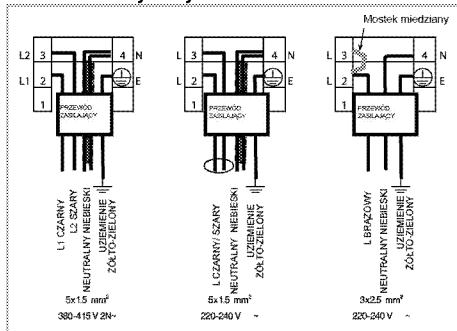 Mostek miedziany
L2 3 4 N
L1 2 E
1
PRZEWÓD
ZASILAJĄCY
L1 CZARNY
L2 SZARY
NEUTRALNY NIEBIESKI
UZIEMIENIE
ŻÓŁTO-ZIELONY
5x1.5 mm²
380-415 V 2N~
L 3 4 N
L 2 E
1
PRZEWÓD
ZASILAJĄCY
L CZARNY/ SZARY
NEUTRALNY NIEBIESKI
UZIEMIENIE
ŻÓŁTO-ZIELONY
5x1.5 mm²
220-240 V ~
L 3 4 N
L 2 E
1
PRZEWÓD
ZASILAJĄCY
L BRĄZOWY
NEUTRALNY NIEBIESKI
UZIEMIENIE
ŻÓŁTO-ZIELONY
3x2.5 mm²
220-240 V ~